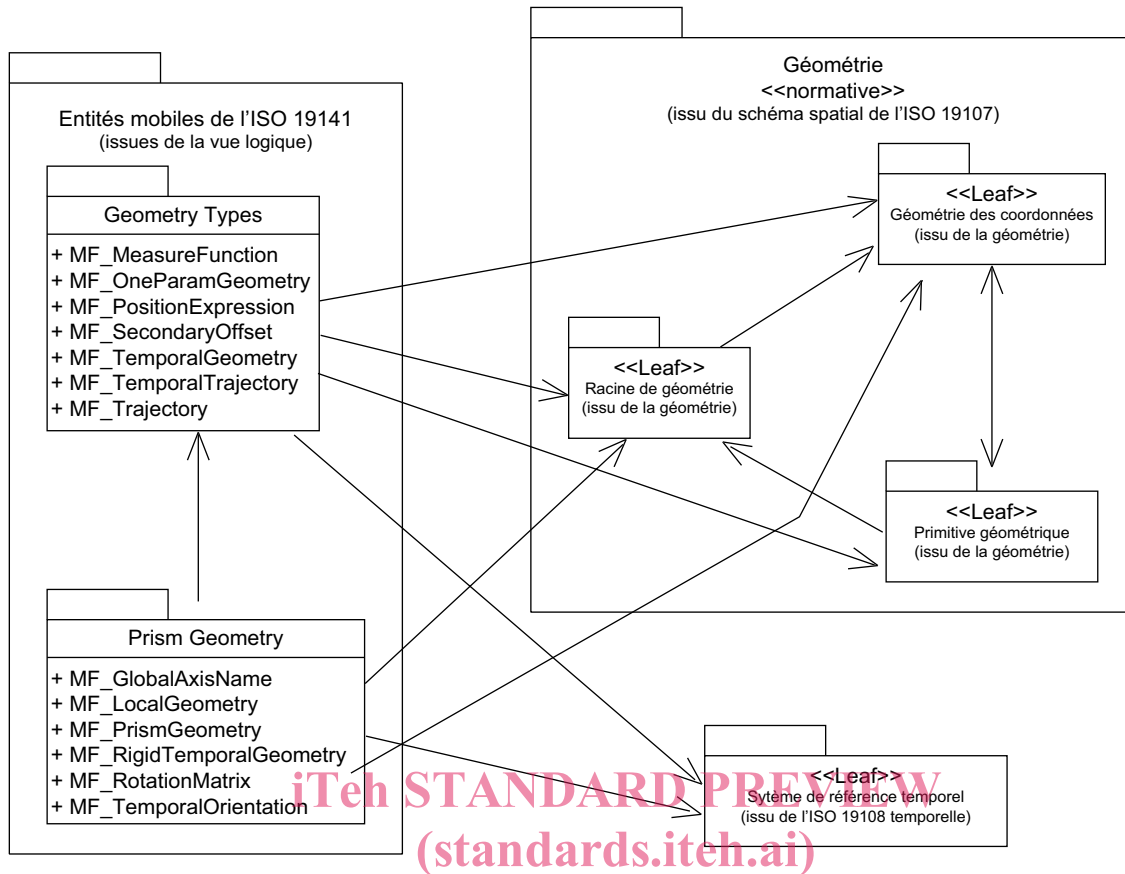 Entités mobiles de l'ISO 19141
(issues de la vue logique)
Geometry Types
+ MF_MeasureFunction
+ MF_OneParamGeometry
+ MF_PositionExpression
+ MF_SecondaryOffset
+ MF_TemporalGeometry
+ MF_TemporalTrajectory
+ MF_Trajectory
Prism Geometry
+ MF_GlobalAxisName
+ MF_LocalGeometry
+ MF_PrismGeometry
+ MF_RigidTemporalGeometry
+ MF_RotationMatrix
+ MF_TemporalOrientation
Géométrie
<<normative>>
(issu du schéma spatial de l'ISO 19107)
<<Leaf>>
Géométrie des coordonnées
(issu de la géométrie)
<<Leaf>>
Racine de géométrie
(issu de la géométrie)
<<Leaf>>
Primitive géométrique
(issu de la géométrie)
<<Leaf>>
Sytème de référence temporel
(issu de l'ISO 19108 temporelle)
iTeh STANDARD PREVIEW
(standards.iteh.ai)